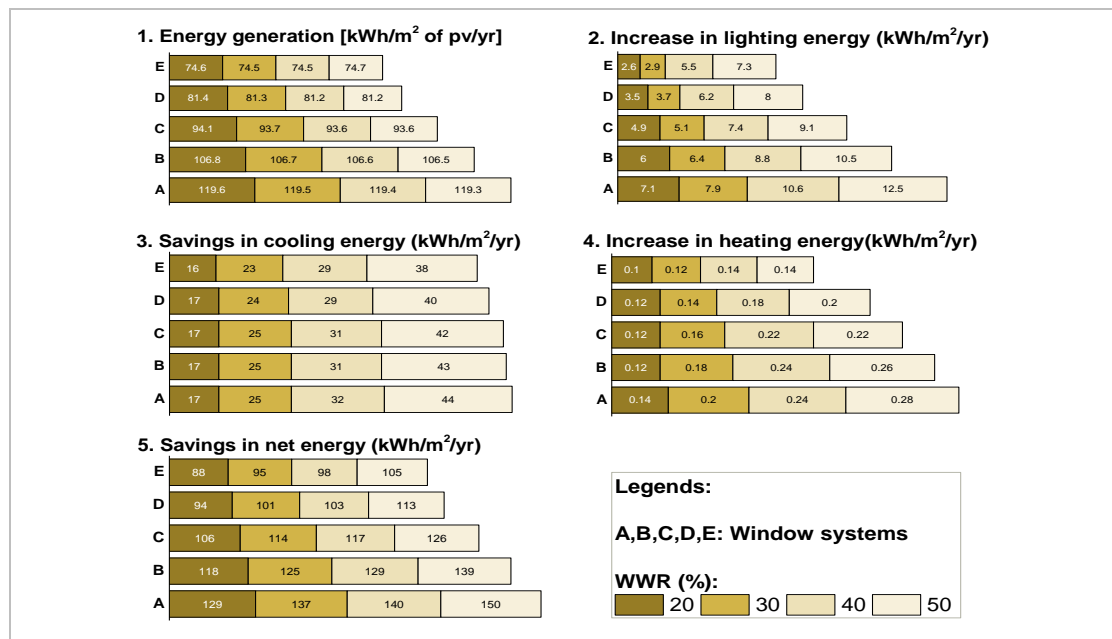 1. Energy generation [kWh/m² of pv/yr]
E 74.6 74.5 74.5 74.7
D 81.4 81.3 81.2 81.2
C 94.1 93.7 93.6 93.6
B 106.8 106.7 106.6 106.5
A 119.6 119.5 119.4 119.3
2. Increase in lighting energy (kWh/m²/yr)
E 2.6 2.9 5.5 7.3
D 3.5 3.7 6.2 8
C 4.9 5.1 7.4 9.1
B 6 6.4 8.8 10.5
A 7.1 7.9 10.6 12.5
3. Savings in cooling energy (kWh/m²/yr)
E 16 23 29 38
D 17 24 29 40
C 17 25 31 42
B 17 25 31 43
A 17 25 32 44
4. Increase in heating energy(kWh/m²/yr)
E 0.1 0.12 0.14 0.14
D 0.12 0.14 0.18 0.2
C 0.12 0.16 0.22 0.22
B 0.12 0.18 0.24 0.26
A 0.14 0.2 0.24 0.28
5. Savings in net energy (kWh/m²/yr)
E 88 95 98 105
D 94 101 103 113
C 106 114 117 126
B 118 125 129 139
A 129 137 140 150
Legends:
A,B,C,D,E: Window systems
WWR (%):
20 30 40 50